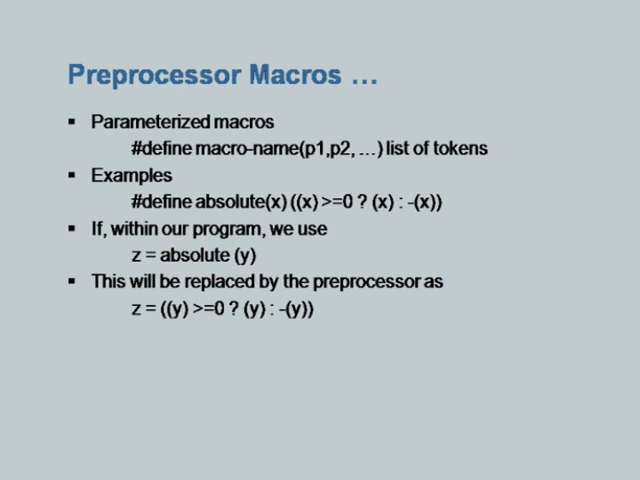 Preprocessor Macros …
▪ Parameterized macros
#define macro-name(p1,p2, …) list of tokens
▪ Examples
#define absolute(x) ((x) >=0 ? (x) : -(x))
▪ If, within our program, we use
z = absolute (y)
▪ This will be replaced by the preprocessor as
z = ((y) >=0 ? (y) : -(y))